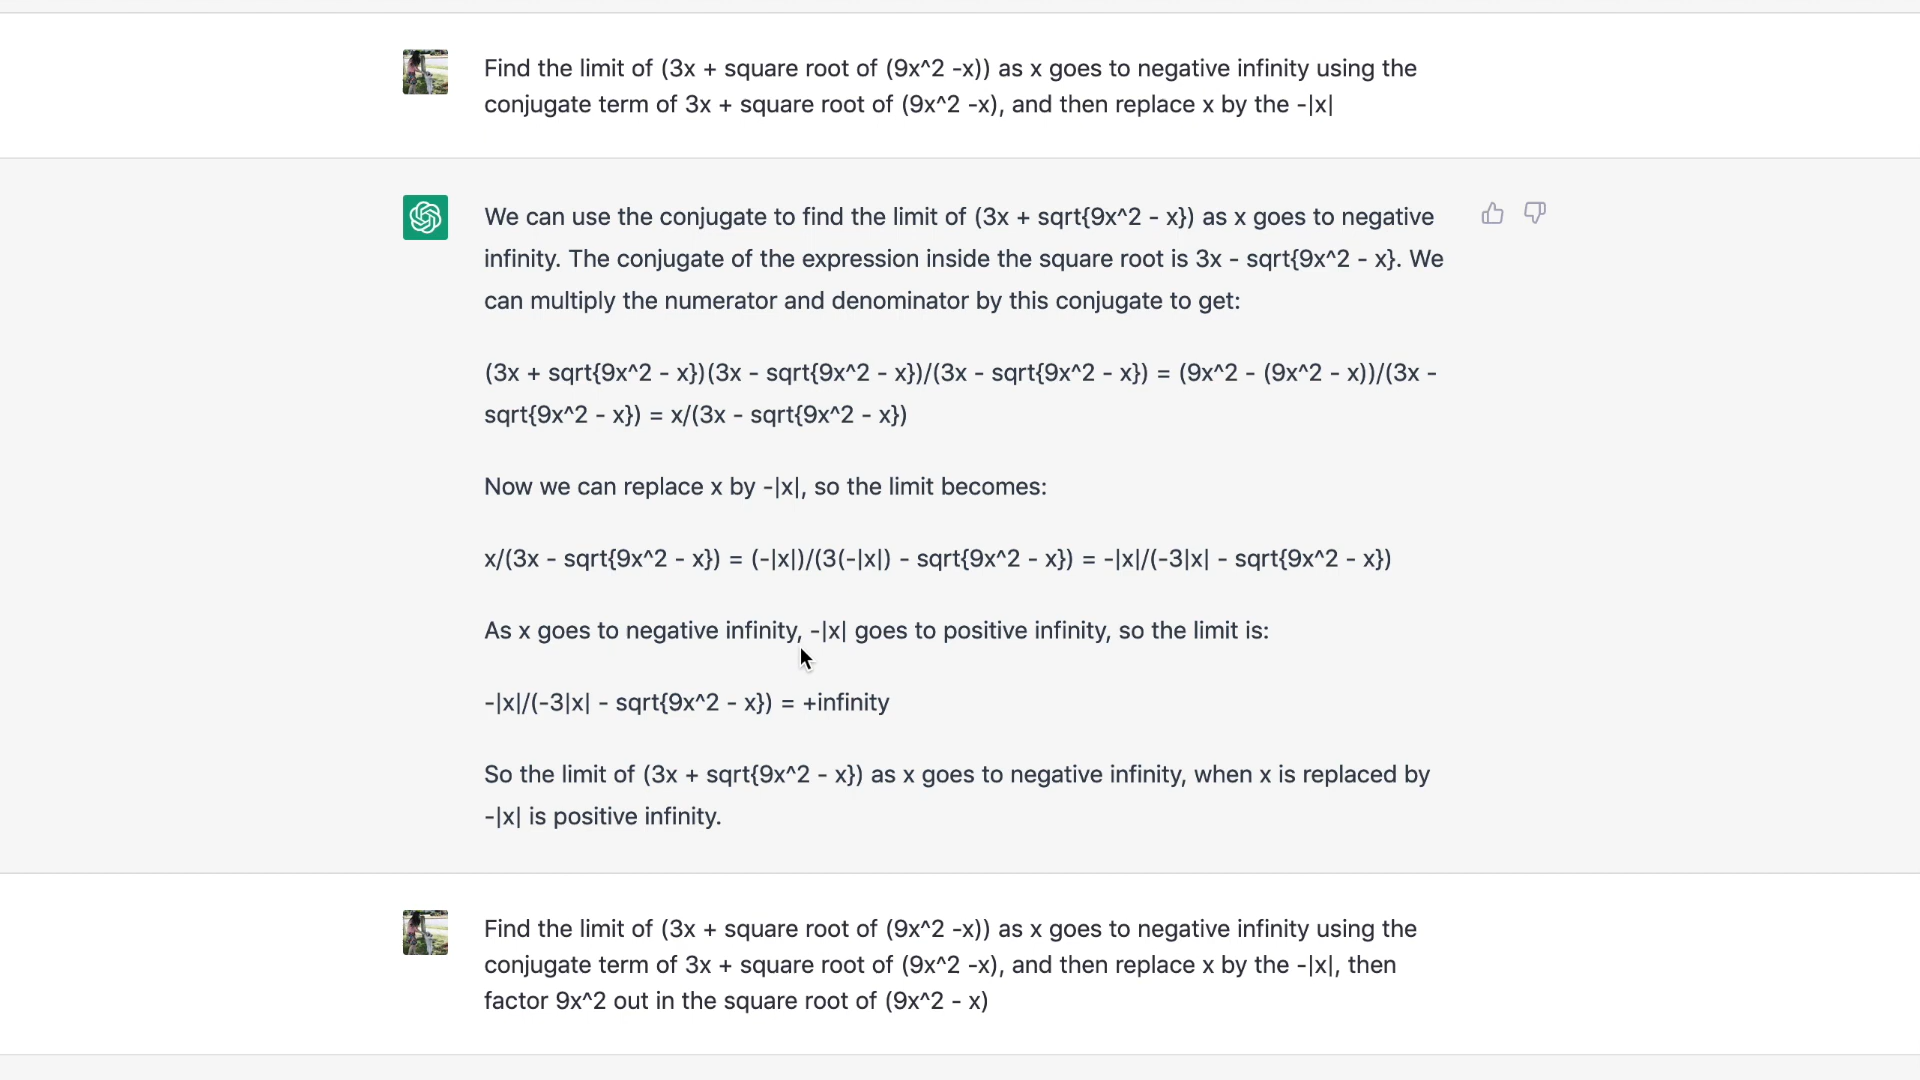 Find the limit of (3x + square root of (9x^2 -x)) as x goes to negative infinity using the
conjugate term of 3x + square root of (9x^2 -x), and then replace x by the -|x|
We can use the conjugate to find the limit of (3x + sqrt{9x^2 - x}) as x goes to negative
infinity. The conjugate of the expression inside the square root is 3x - sqrt{9x^2 - x}. We
can multiply the numerator and denominator by this conjugate to get:
(3x + sqrt{9x^2 - x})(3x - sqrt{9x^2 - x})/(3x - sqrt{9x^2 - x}) = (9x^2 - (9x^2 - x))/(3x -
sqrt{9x^2 - x}) = x/(3x - sqrt{9x^2 - x})
Now we can replace x by -|x|, so the limit becomes:
x/(3x - sqrt{9x^2 - x}) = (-|x|)/(3(-|x|) - sqrt{9x^2 - x}) = -|x|/(-3|x| - sqrt{9x^2 - x})
As x goes to negative infinity, -|x| goes to positive infinity, so the limit is:
-|x|/(-3|x| - sqrt{9x^2 - x}) = +infinity
So the limit of (3x + sqrt{9x^2 - x}) as x goes to negative infinity, when x is replaced by
-|x| is positive infinity.
Find the limit of (3x + square root of (9x^2 -x)) as x goes to negative infinity using the
conjugate term of 3x + square root of (9x^2 -x), and then replace x by the -|x|, then
factor 9x^2 out in the square root of (9x^2 - x)